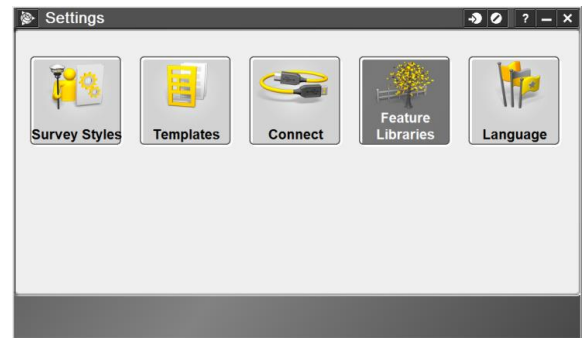 Settings
?
Survey Styles
Templates
Connect
Feature
Libraries
Language